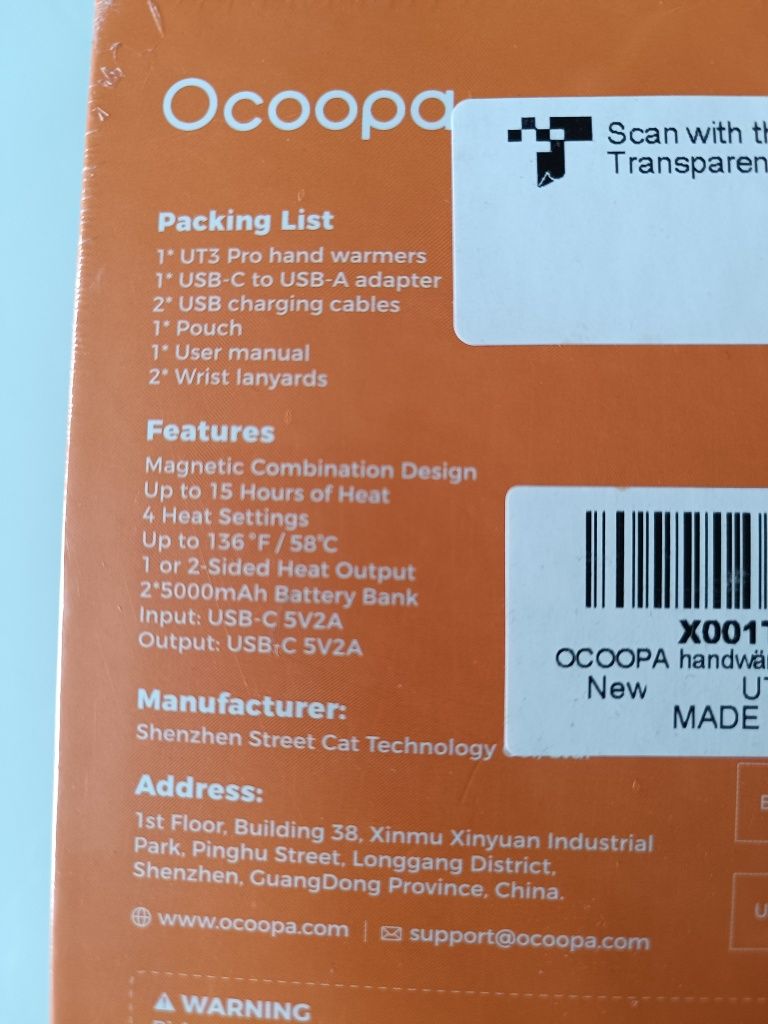 Ocoopa
Scan with
Packing List
1* UT3 Pro hand warmers
1* USB-C to USB-A adapter
2* USB charging cables
1* Pouch
1* User manual
2* Wrist lanyards
Features
Magnetic Combination Design
Up to 15 Hours of Heat
4 Heat Settings
Up to 136°F / 58°C
1 or 2-Sided Heat Output
2*5000mAh Battery Bank
Input: USB-C 5V2A
Output: USB-C 5V2A
OCOOPA
New
MADE
Manufacturer:
Shenzhen Street Cat Technology
Address:
1st Floor, Building 38, Xinmu Xinyuan Industrial
Park, Pinghu Street, Longgang District,
Shenzhen, GuangDong Province, China.
www.ocoopa.com | support@ocoopa.com
WARNING